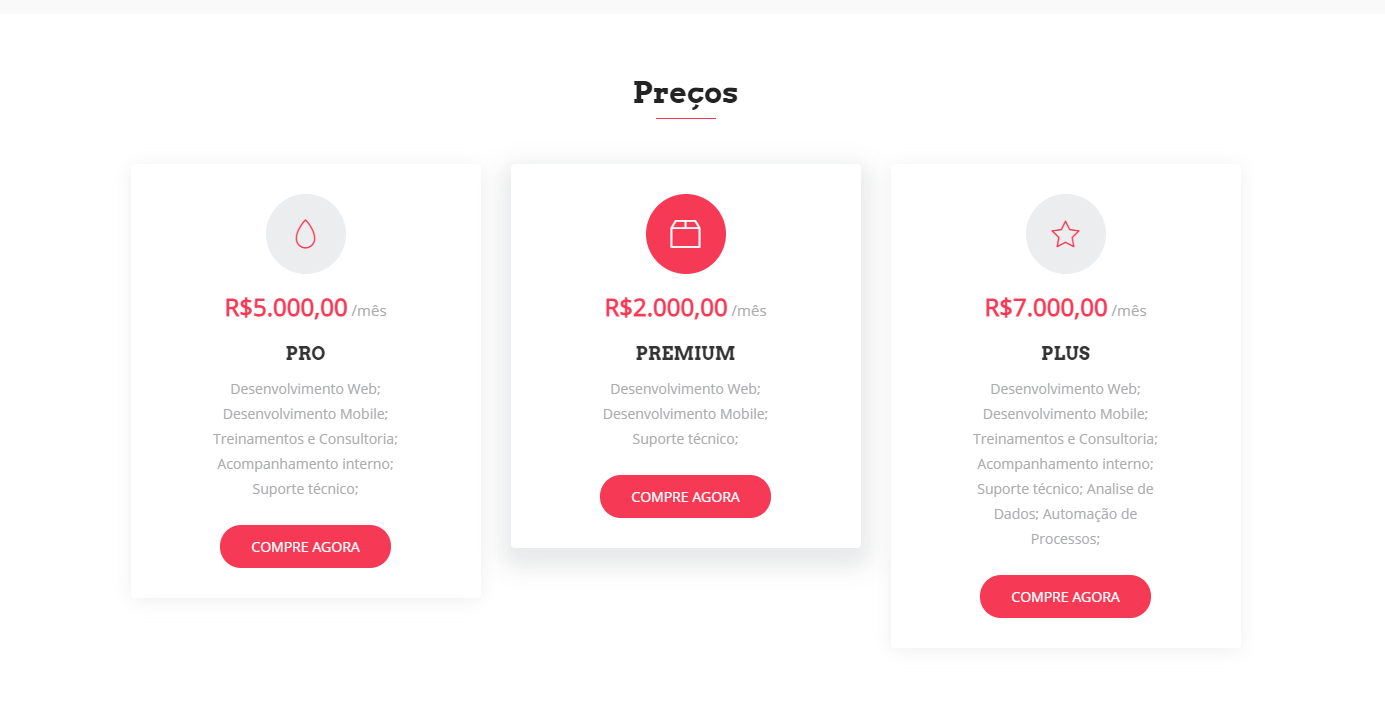 Preços
R$5.000,00 /mês
PRO
Desenvolvimento Web;
Desenvolvimento Mobile;
Treinamentos e Consultoria;
Acompanhamento interno;
Suporte técnico;
COMPRE AGORA
R$2.000,00 /mês
PREMIUM
Desenvolvimento Web;
Desenvolvimento Mobile;
Suporte técnico;
COMPRE AGORA
R$7.000,00 /mês
PLUS
Desenvolvimento Web;
Desenvolvimento Mobile;
Treinamentos e Consultoria;
Acompanhamento interno;
Suporte técnico; Analise de
Dados; Automação de
Processos;
COMPRE AGORA